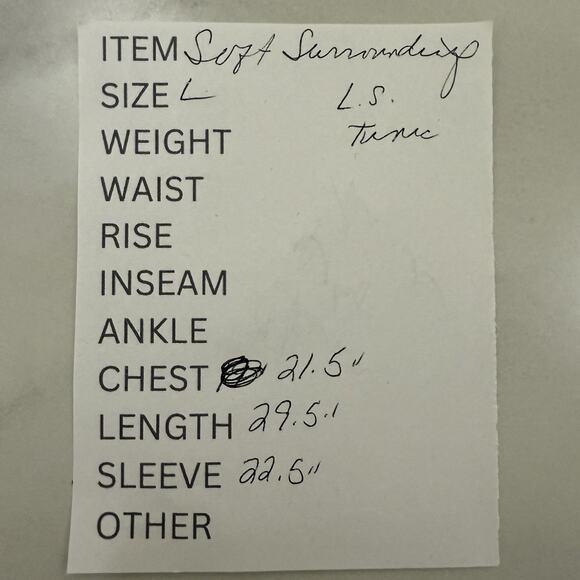 ITEM Soft Surroundings
SIZE L L.S.
WEIGHT Tunic
WAIST
RISE
INSEAM
ANKLE
CHEST 21.5"
LENGTH 29.5"
SLEEVE 22.5"
OTHER